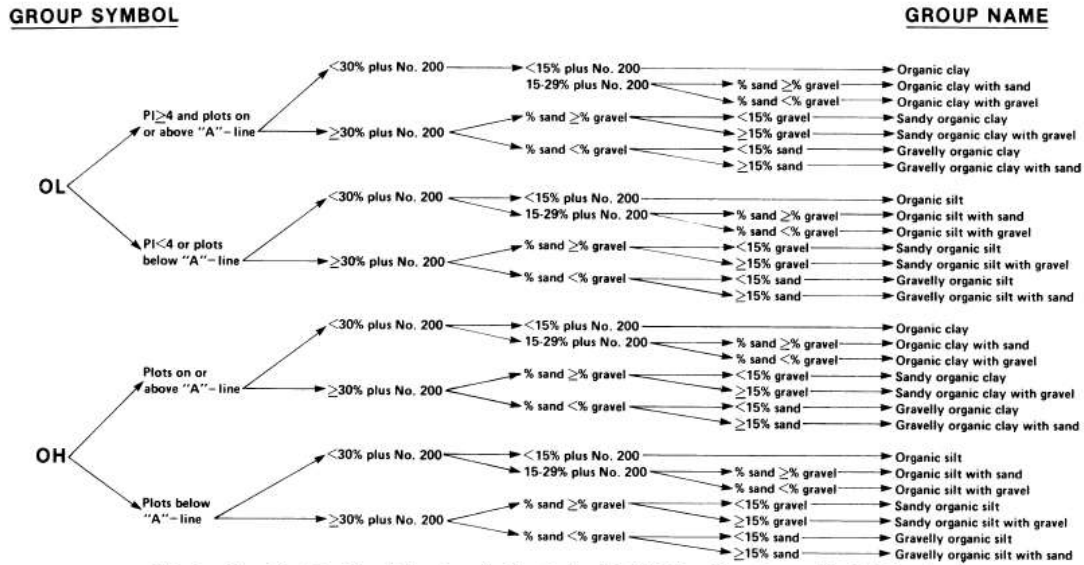 GROUP SYMBOL GROUP NAME
<30% plus No. 200 <15% plus No. 200 Organic clay
15-29% plus No. 200 % sand ≥% gravel Organic clay with sand
% sand <% gravel Organic clay with gravel
PI≥4 and plots on
or above "A"-line
≥30% plus No. 200 % sand ≥% gravel <15% gravel Sandy organic clay
≥15% gravel Sandy organic clay with gravel
% sand <% gravel <15% sand Gravelly organic clay
≥15% sand Gravelly organic clay with sand
OL
<30% plus No. 200 <15% plus No. 200 Organic silt
15-29% plus No. 200 % sand ≥% gravel Organic silt with sand
% sand <% gravel Organic silt with gravel
PI<4 or plots
below "A"-line
≥30% plus No. 200 % sand ≥% gravel <15% gravel Sandy organic silt
≥15% gravel Sandy organic silt with gravel
% sand <% gravel <15% sand Gravelly organic silt
≥15% sand Gravelly organic silt with sand
<30% plus No. 200 <15% plus No. 200 Organic clay
15-29% plus No. 200 % sand ≥% gravel Organic clay with sand
% sand <% gravel Organic clay with gravel
Plots on or
above "A"-line
≥30% plus No. 200 % sand ≥% gravel <15% gravel Sandy organic clay
≥15% gravel Sandy organic clay with gravel
% sand <% gravel <15% sand Gravelly organic clay
≥15% sand Gravelly organic clay with sand
OH
<30% plus No. 200 <15% plus No. 200 Organic silt
15-29% plus No. 200 % sand ≥% gravel Organic silt with sand
% sand <% gravel Organic silt with gravel
Plots below
"A"-line
≥30% plus No. 200 % sand ≥% gravel <15% gravel Sandy organic silt
≥15% gravel Sandy organic silt with gravel
% sand <% gravel <15% sand Gravelly organic silt
≥15% sand Gravelly organic silt with sand